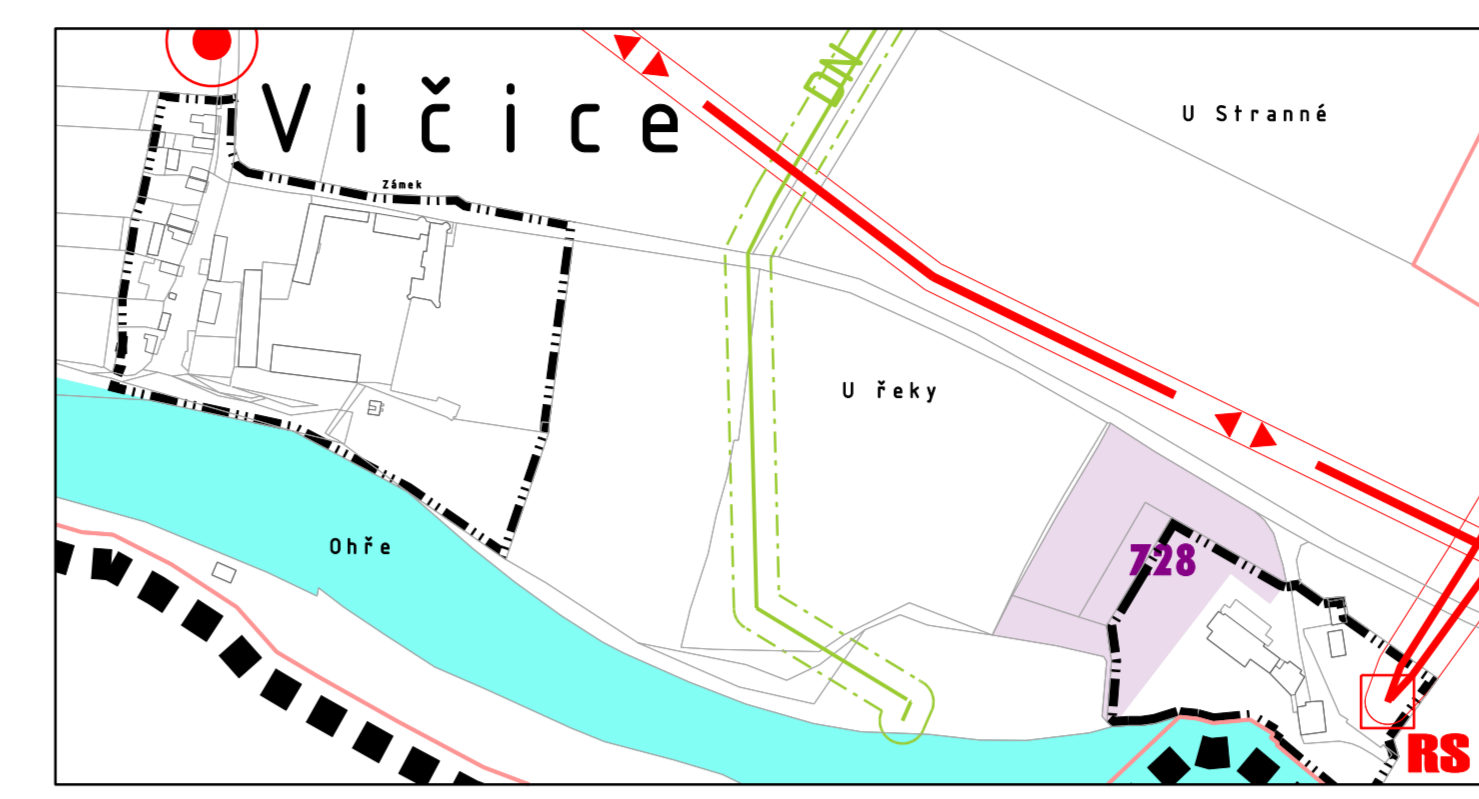 DN
Vičice
U Stranné
Zámek
U řeky
Ohře
728
RS